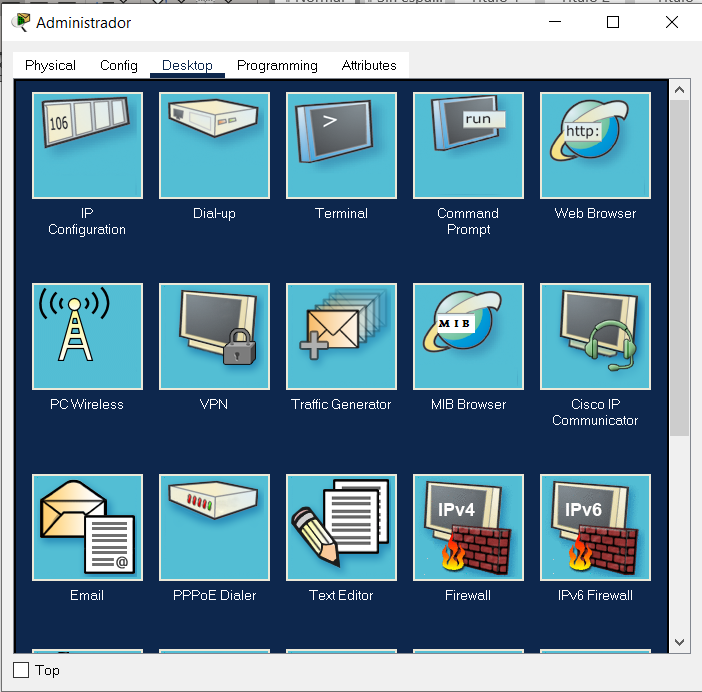 Administrador
Physical Config Desktop Programming Attributes
106
>
run
http:
IP
Configuration
Dial-up
Terminal
Command
Prompt
Web Browser
MIB
PC Wireless
VPN
Traffic Generator
MIB Browser
Cisco IP
Communicator
@
IPv4
IPv6
Email
PPPoE Dialer
Text Editor
Firewall
IPv6 Firewall
Top